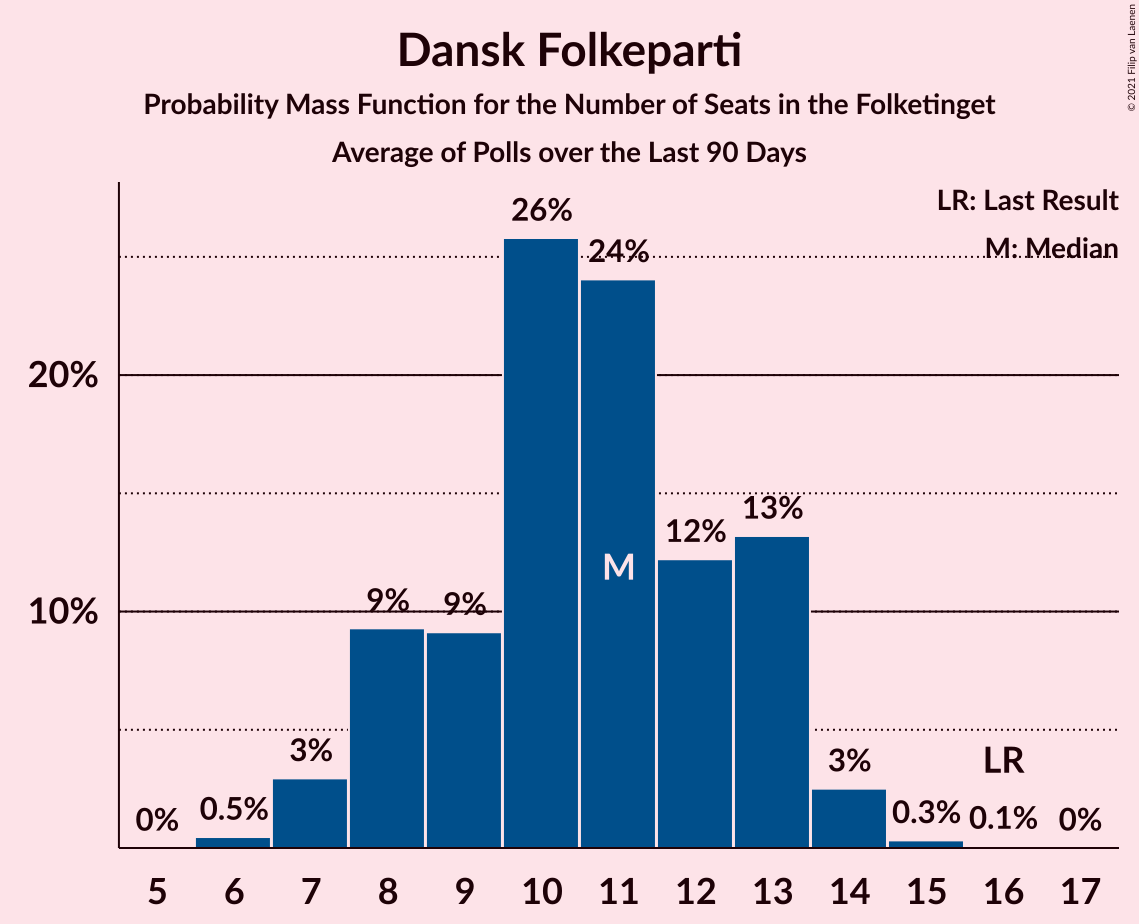 Dansk Folkeparti
Probability Mass Function for the Number of Seats in the Folketinget
Average of Polls over the Last 90 Days
© 2021 Filip van Laenen
LR: Last Result
M: Median
26%
24%
20%
13%
12%
M
10%
9%
9%
3%
3%
LR
0%
0.5%
0.3%
0.1%
0%
5 6 7 8 9 10 11 12 13 14 15 16 17